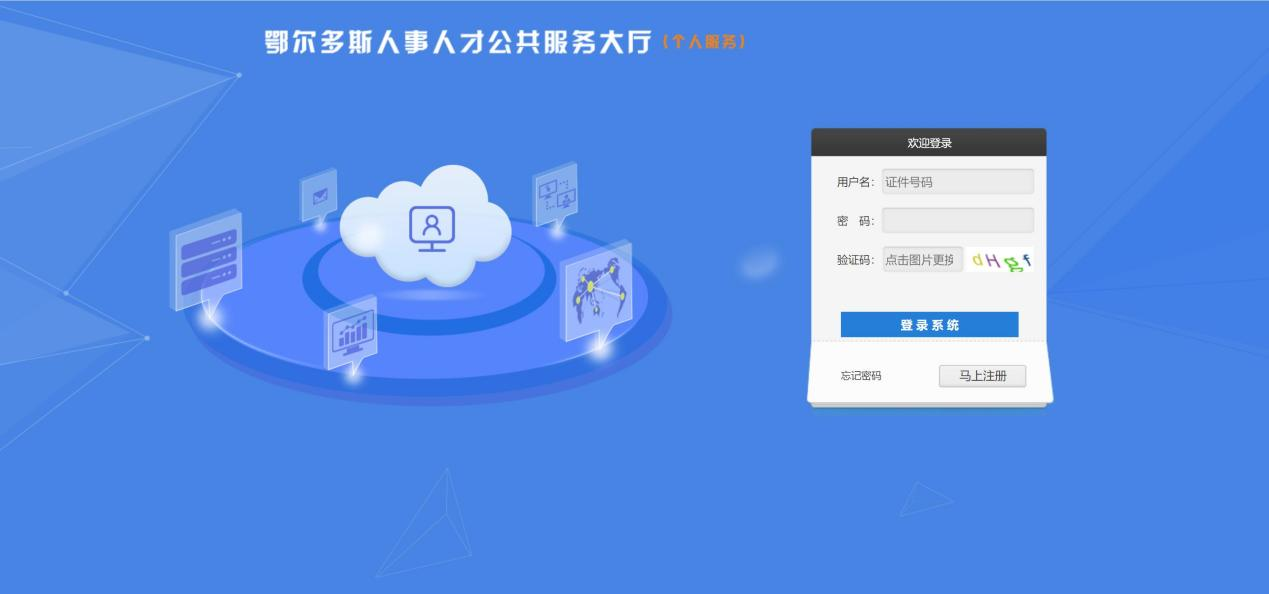 鄂尔多斯人事人才公共服务大厅（个人服务）
欢迎登录
用户名： 证件号码
密 码：
验证码： 点击图片更换 dHgf
登录系统
忘记密码 马上注册